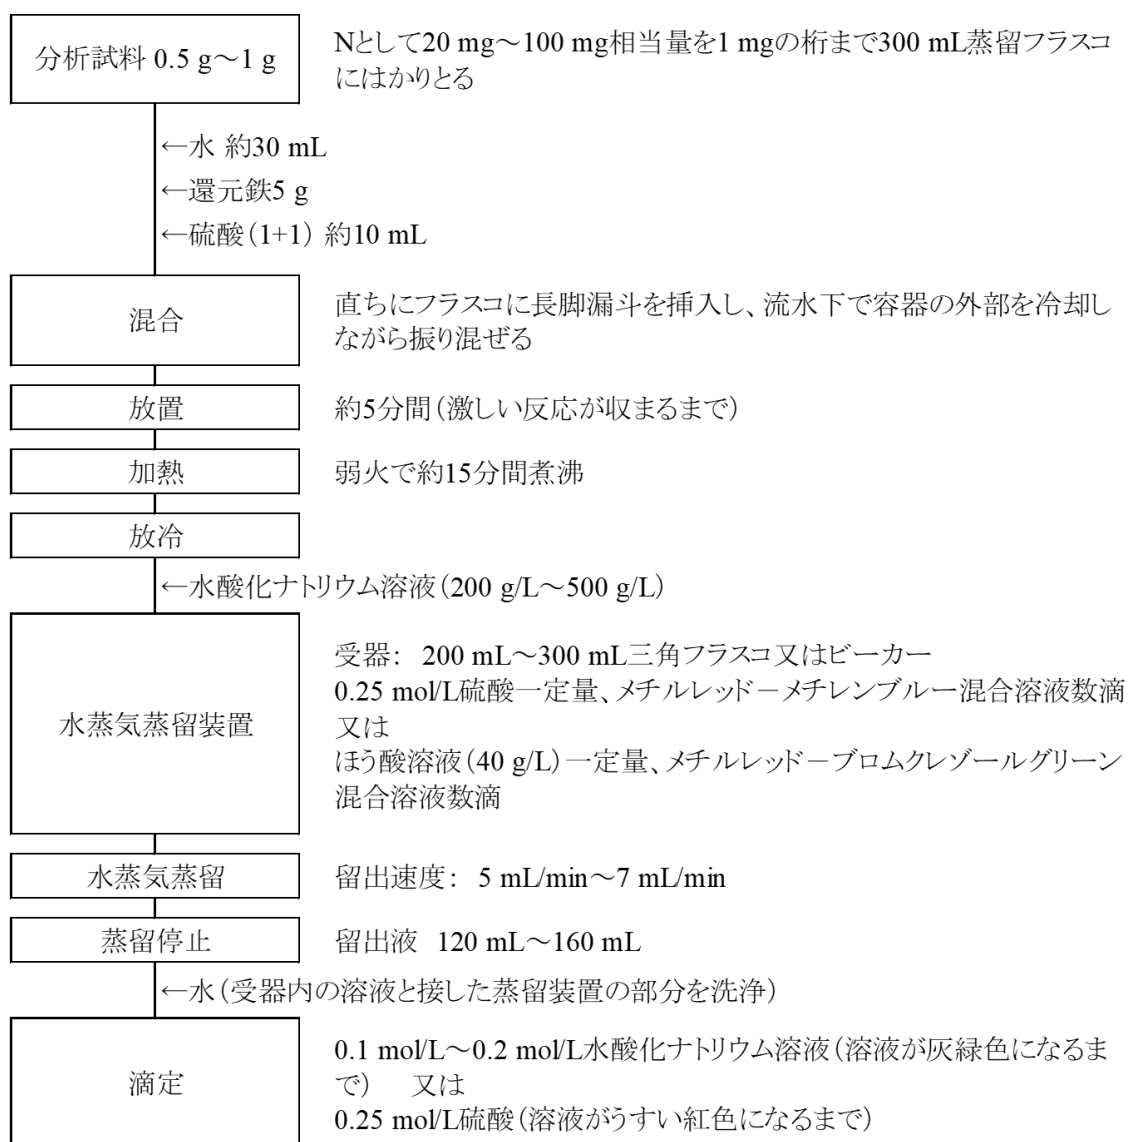 分析試料 0.5 g～1 g
Nとして20 mg～100 mg相当量を1 mgの桁まで300 mL蒸留フラスコ
にはかりとる
←水 約30 mL
←還元鉄5 g
←硫酸（1+1） 約10 mL
混合
直ちにフラスコに長脚漏斗を挿入し、流水下で容器の外部を冷却し
ながら振り混ぜる
放置
約5分間（激しい反応が収まるまで）
加熱
弱火で約15分間煮沸
放冷
←水酸化ナトリウム溶液（200 g/L～500 g/L）
水蒸気蒸留装置
受器： 200 mL～300 mL三角フラスコ又はビーカー
0.25 mol/L硫酸一定量、メチルレッド－メチレンブルー混合溶液数滴
又は
ほう酸溶液（40 g/L）一定量、メチルレッド－ブロムクレゾールグリーン
混合溶液数滴
水蒸気蒸留
留出速度： 5 mL/min～7 mL/min
蒸留停止
留出液 120 mL～160 mL
←水（受器内の溶液と接した蒸留装置の部分を洗浄）
滴定
0.1 mol/L～0.2 mol/L水酸化ナトリウム溶液（溶液が灰緑色になるま
で） 又は
0.25 mol/L硫酸（溶液がうすい紅色になるまで）